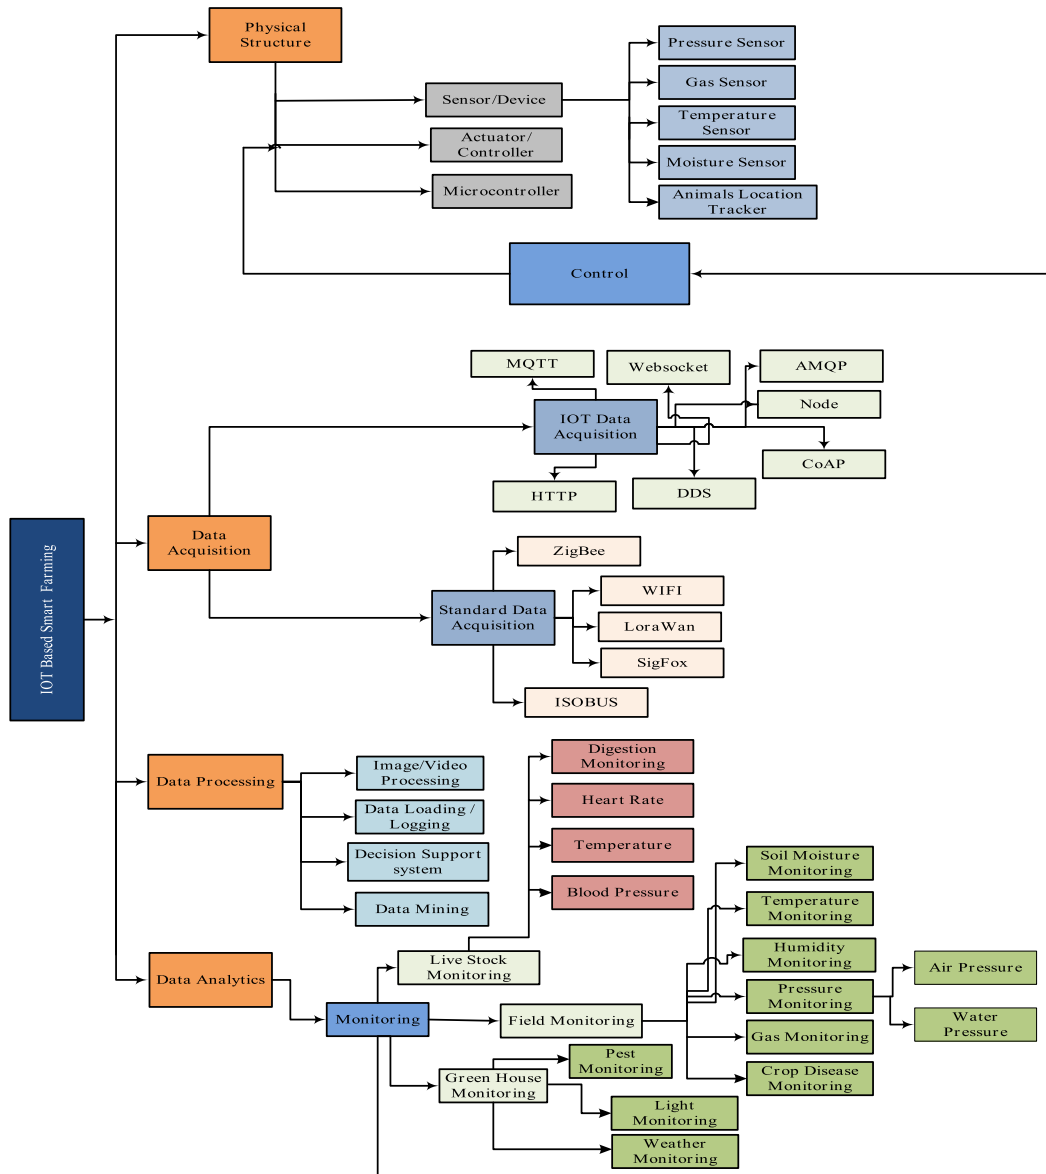 Physical
Structure
Sensor/Device
Actuator/
Controller
Microcontroller
Pressure Sensor
Gas Sensor
Temperature
Sensor
Moisture Sensor
Animals Location
Tracker
Control
MQTT
Websocket
AMQP
Node
IOT Data
Acquisition
CoAP
HTTP
DDS
IOT Based Smart Farming
Data
Acquisition
ZigBee
Standard Data
Acquisition
WIFI
LoraWan
SigFox
ISOBUS
Data Processing
Image/Video
Processing
Data Loading /
Logging
Decision Support
system
Data Mining
Digestion
Monitoring
Heart Rate
Temperature
Blood Pressure
Data Analytics
Live Stock
Monitoring
Monitoring
Field Monitoring
Green House
Monitoring
Soil Moisture
Monitoring
Temperature
Monitoring
Humidity
Monitoring
Pressure
Monitoring
Gas Monitoring
Crop Disease
Monitoring
Air Pressure
Water
Pressure
Pest
Monitoring
Light
Monitoring
Weather
Monitoring